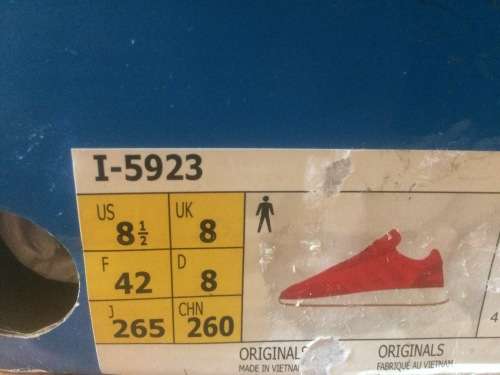 I-5923
US 8½ UK 8
F 42 D 8
J 265 CHN 260
ORIGINALS ORIGINALS
MADE IN VIETNAM FABRIQUÉ AU VIETNAM
4